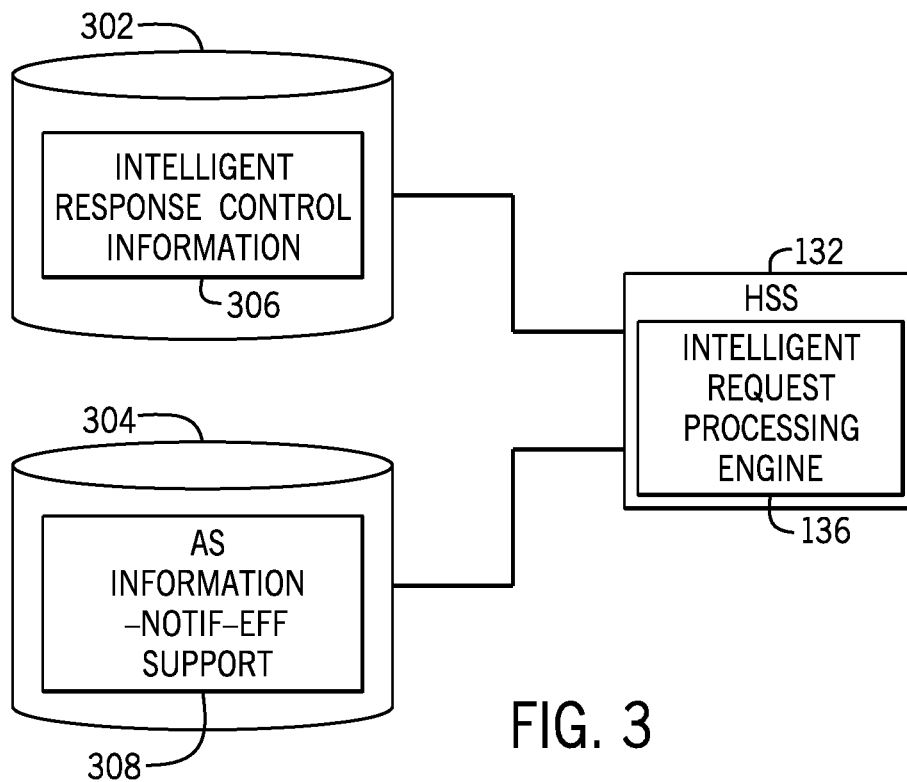 302
INTELLIGENT
RESPONSE CONTROL
INFORMATION
306
132
HSS
INTELLIGENT
REQUEST
PROCESSING
ENGINE
136
304
AS
INFORMATION
–NOTIF–EFF
SUPPORT
308
FIG. 3